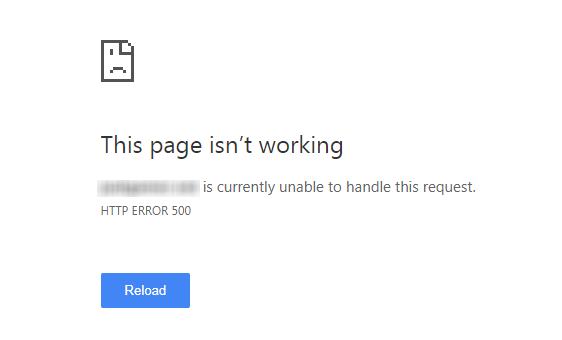 This page isn’t working
is currently unable to handle this request.
HTTP ERROR 500
Reload